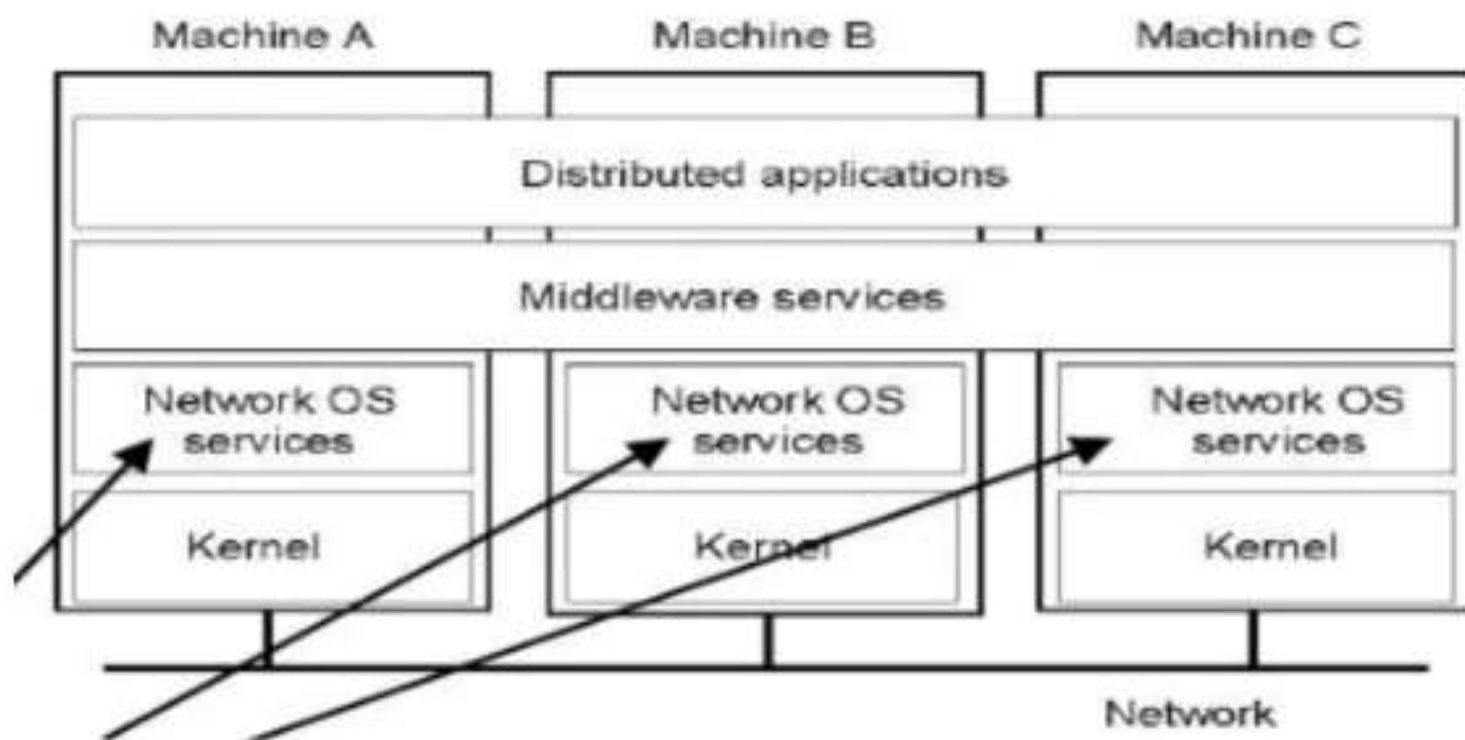 Machine A
Machine B
Machine C
Distributed applications
Middleware services
Network OS
services
Network OS
services
Network OS
services
Kernel
Kernel
Kernel
Network